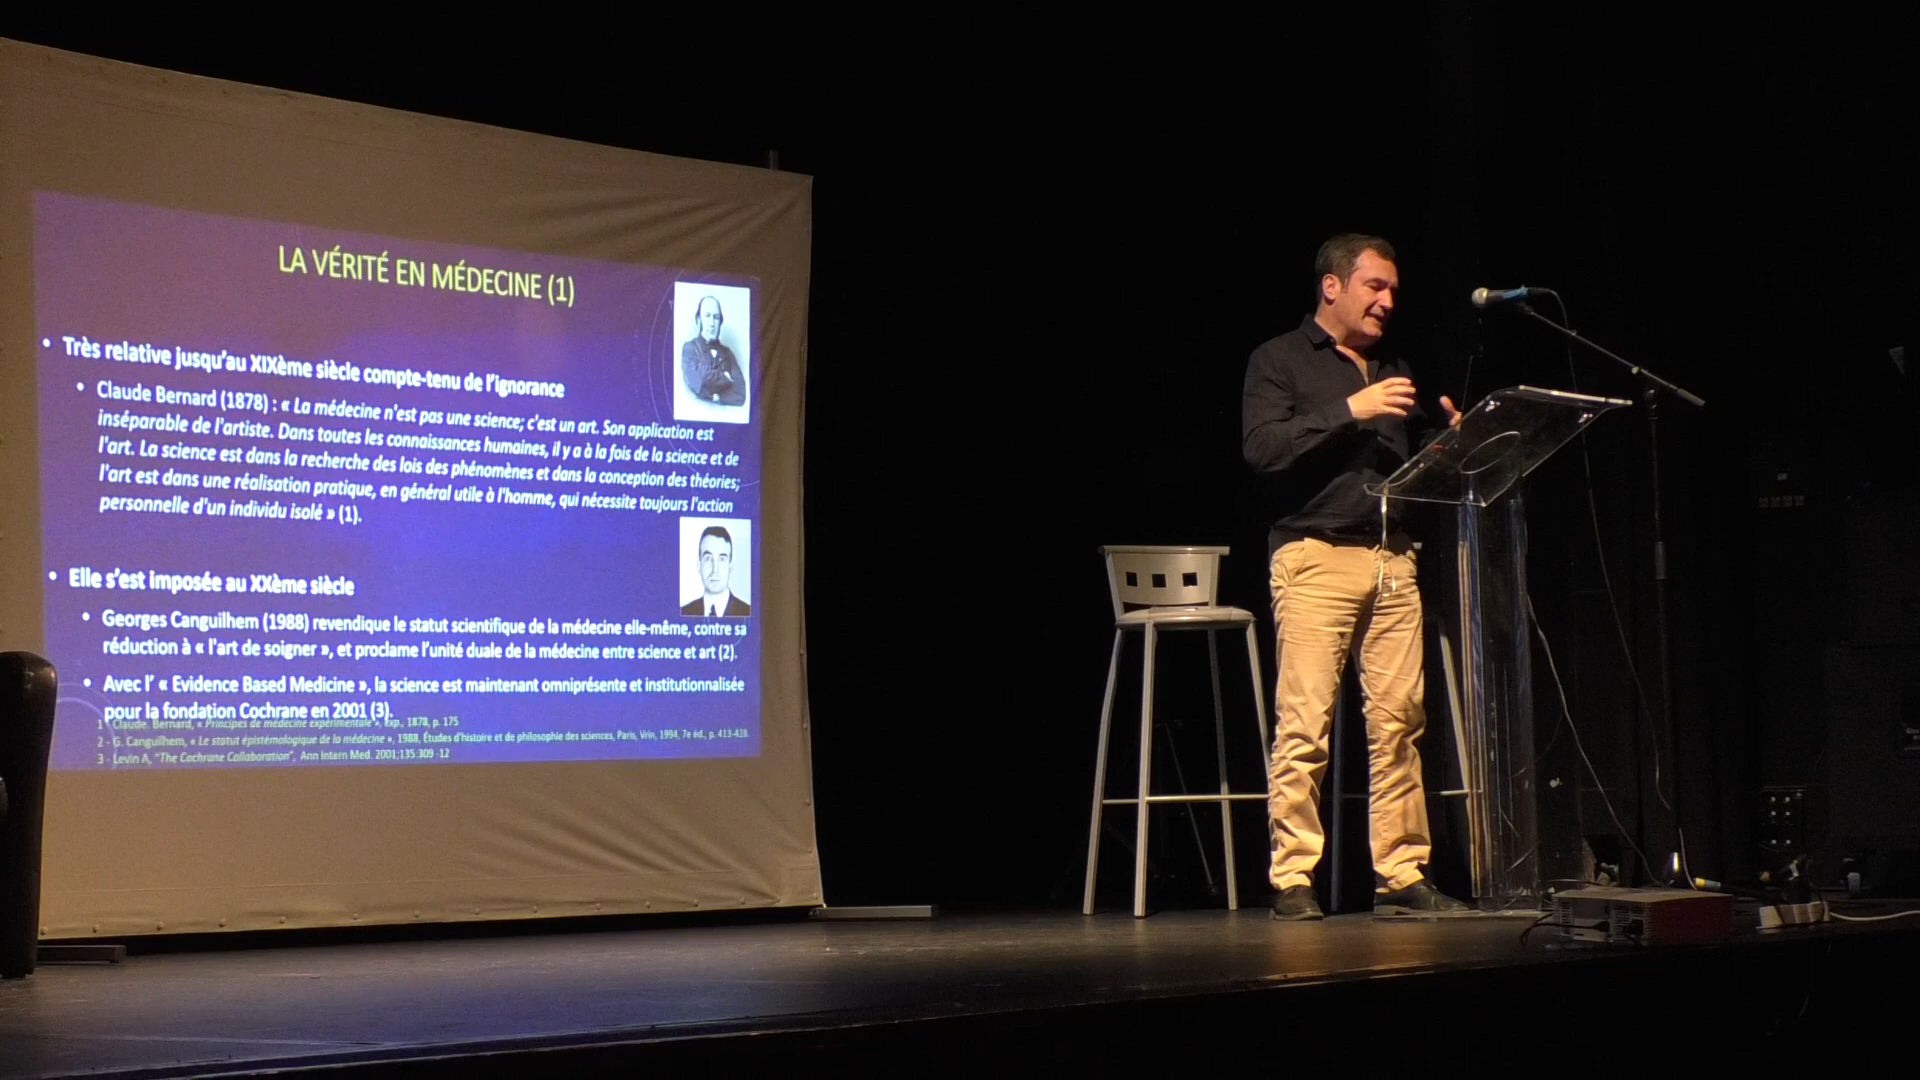 LA VÉRITÉ EN MÉDECINE (1)
• Très relative jusqu'au XIXème siècle compte-tenu de l'ignorance
• Claude Bernard (1878) : « La médecine n'est pas une science; c'est un art. Son application est
inséparable de l'artiste. Dans toutes les connaissances humaines, il y a à la fois de la science et de
l'art. La science est dans la recherche des lois des phénomènes et dans la conception des théories;
l'art est dans une réalisation pratique, en général utile à l'homme, qui nécessite toujours l'action
personnelle d'un individu isolé » (1).
• Elle s'est imposée au XXème siècle
• Georges Canguilhem (1988) revendique le statut scientifique de la médecine elle-même, contre sa
réduction à « l'art de soigner », et proclame l'unité duale de la médecine entre science et art (2).
• Avec l' « Evidence Based Medicine », la science est maintenant omniprésente et institutionnalisée
pour la fondation Cochrane en 2001 (3).
1 - Claude. Bernard, « Principes de médecine expérimentale », exp., 1878, p. 175
2 - G. Canguilhem, « Le statut épistémologique de la médecine », 1988, Études d'histoire et de philosophie des sciences, Paris, Vrin, 1994, 7e éd., p. 413-428.
3 - Levin A, "The Cochrane Collaboration", Ann Intern Med. 2001;135:309-12